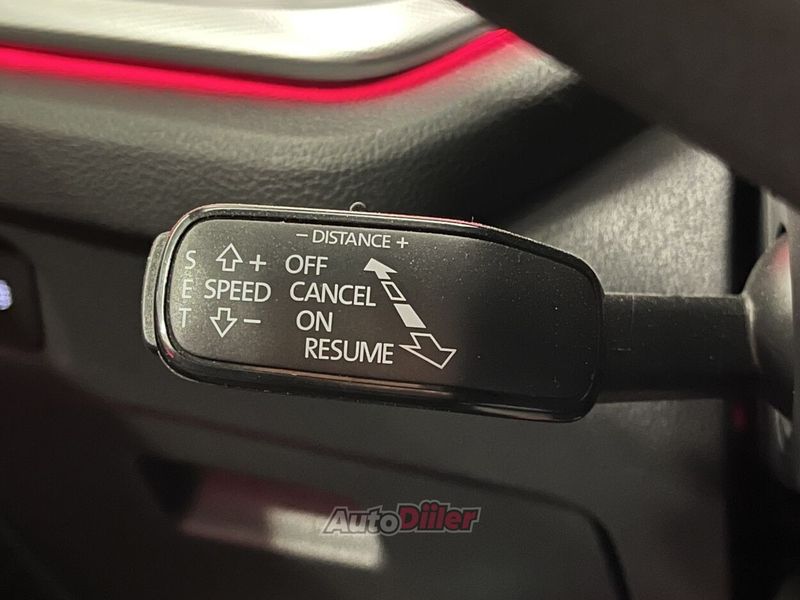 − DISTANCE +
S + OFF
E SPEED CANCEL
T − ON
RESUME
AutoDiiler